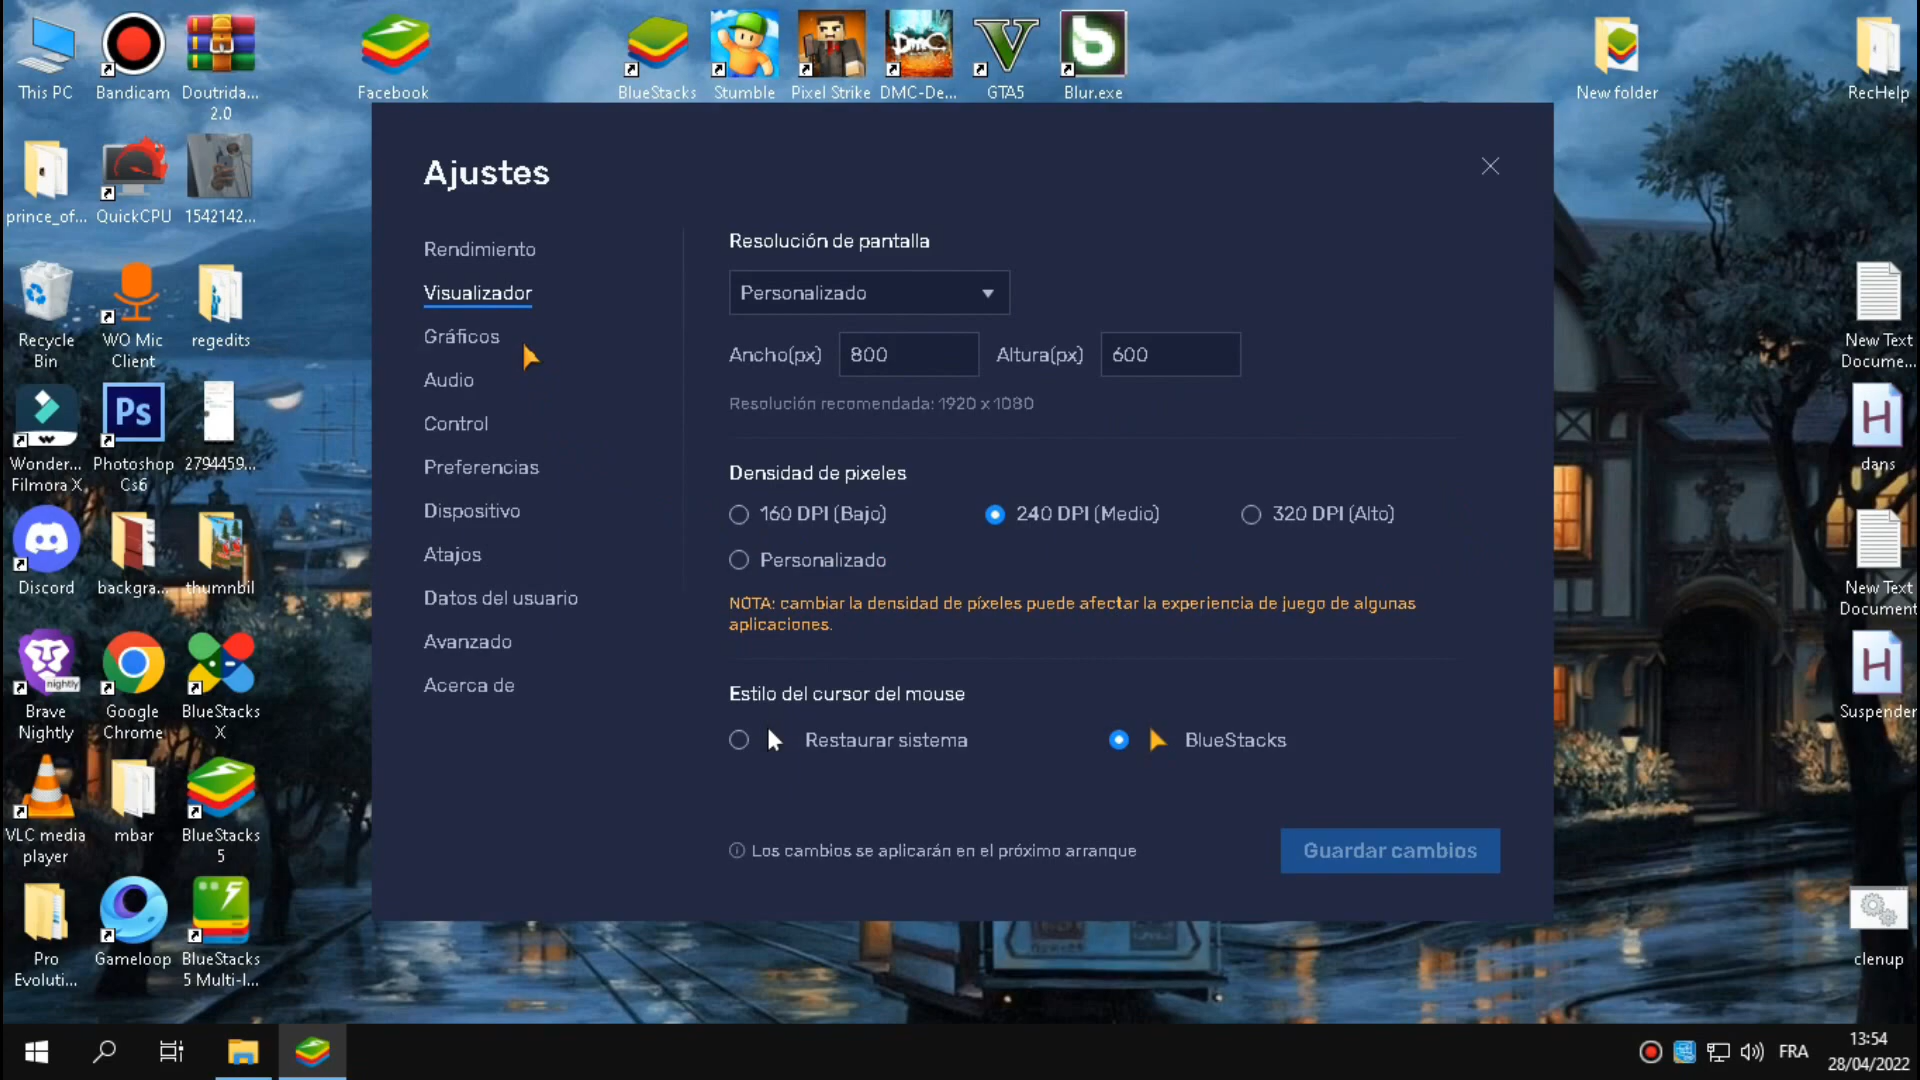 This PC
Bandicam
Doutrida...
2.0
Facebook
BlueStacks
Stumble
Pixel Strike
DMC-De...
GTA5
Blur.exe
New folder
RecHelp
prince_of...
QuickCPU
1542142...
Recycle
Bin
WO Mic
Client
regedits
Wonder...
Filmora X
Photoshop
Cs6
2794459...
Discord
backgra...
thumnbil
nightly
Brave
Nightly
Google
Chrome
BlueStacks
X
VLC media
player
mbar
BlueStacks
5
Pro
Evoluti...
Gameloop
BlueStacks
5 Multi-I...
Ajustes
Rendimiento
Visualizador
Gráficos
Audio
Control
Preferencias
Dispositivo
Atajos
Datos del usuario
Avanzado
Acerca de
Resolución de pantalla
Personalizado
Ancho(px) 800 Altura(px) 600
Resolución recomendada: 1920 x 1080
Densidad de pixeles
160 DPI (Bajo) 240 DPI (Medio) 320 DPI (Alto)
Personalizado
NOTA: cambiar la densidad de píxeles puede afectar la experiencia de juego de algunas
aplicaciones.
Estilo del cursor del mouse
Restaurar sistema BlueStacks
Los cambios se aplicarán en el próximo arranque
Guardar cambios
New Text
Docume...
H
dans
New Text
Document
H
Suspender
clenup
Ps
DmC
V
b
FRA
13:54
28/04/2022